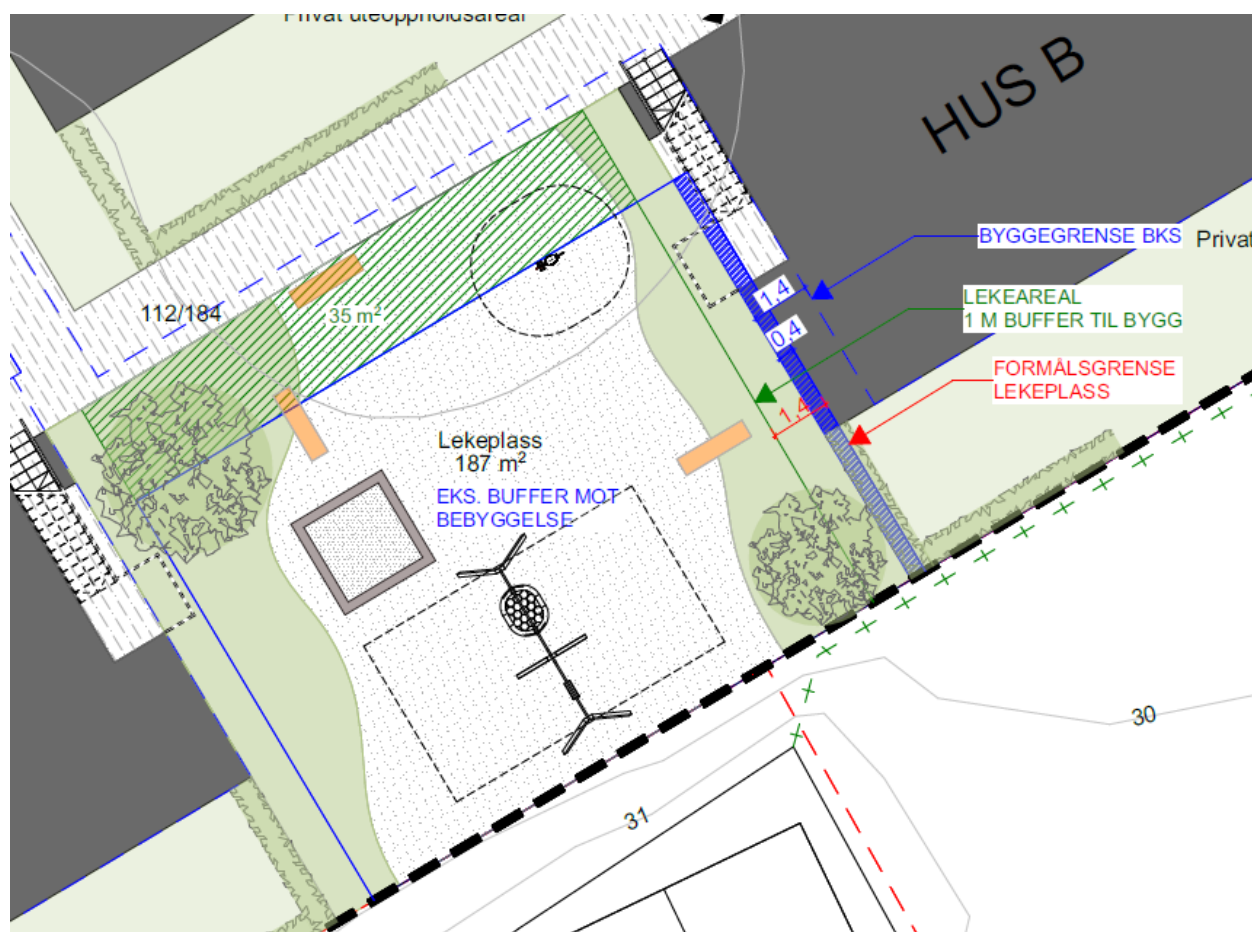 Privat uteoppholdsareal
HUS B
BYGGEGRENSE BKS
Privat
LEKEAREAL
1 M BUFFER TIL BYGG
FORMÅLSGRENSE
LEKEPLASS
112/184
35 m²
1,4
0,4
1,4
Lekeplass
187 m²
EKS. BUFFER MOT
BEBYGGELSE
30
31